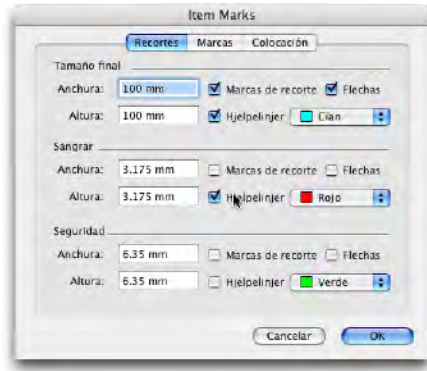 Item Marks
Recortes Marcas Colocación
Tamaño final
Anchura: 100 mm Marcas de recorte Flechas
Altura: 100 mm Hjelpelinjer Cian
Sangrar
Anchura: 3.175 mm Marcas de recorte Flechas
Altura: 3.175 mm Hjelpelinjer Rojo
Seguridad
Anchura: 6.35 mm Marcas de recorte Flechas
Altura: 6.35 mm Hjelpelinjer Verde
Cancelar OK